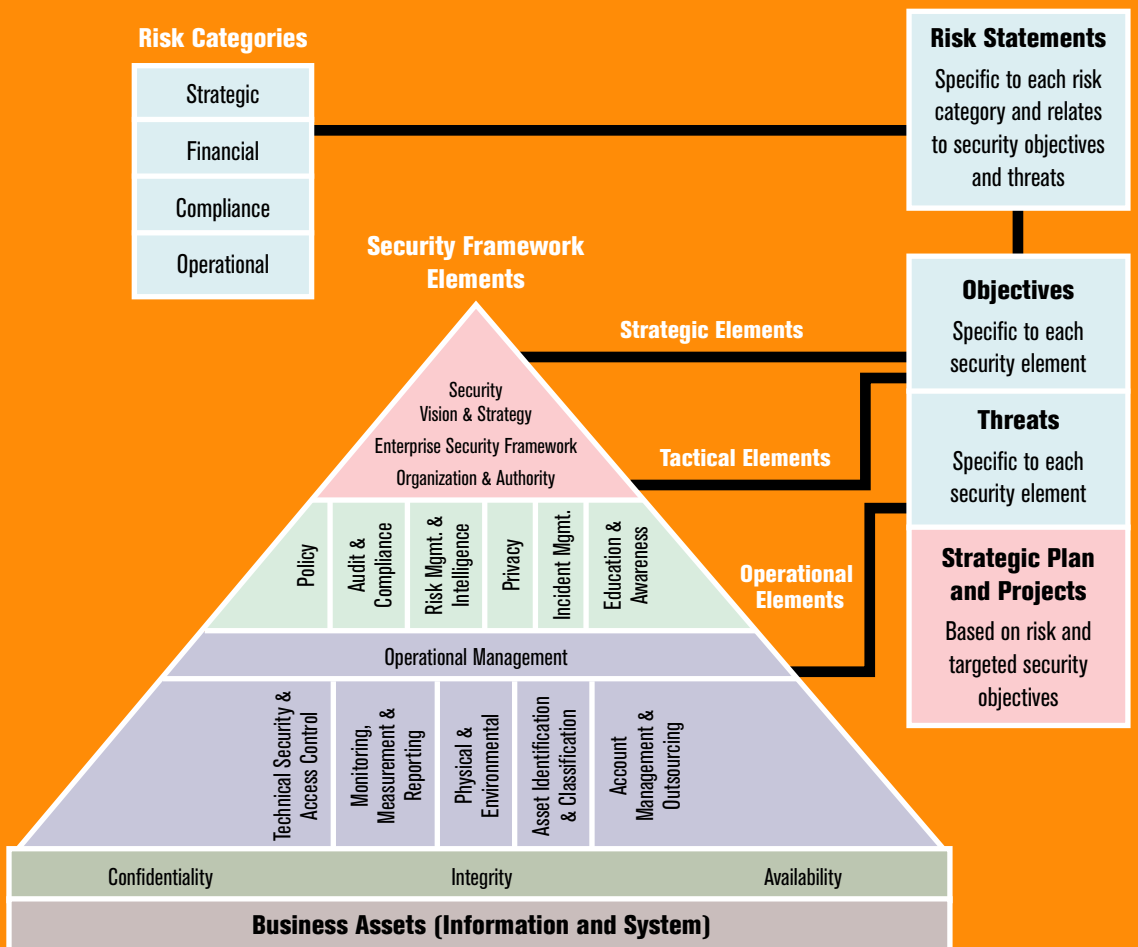 Risk Categories
Strategic
Financial
Compliance
Operational
Risk Statements
Specific to each risk
category and relates
to security objectives
and threats
Objectives
Specific to each
security element
Threats
Specific to each
security element
Strategic Plan
and Projects
Based on risk and
targeted security
objectives
Security Framework
Elements
Strategic Elements
Tactical Elements
Operational
Elements
Security
Vision & Strategy
Enterprise Security Framework
Organization & Authority
Policy
Audit &
Compliance
Risk Mgmt. &
Intelligence
Privacy
Incident Mgmt.
Education &
Awareness
Operational Management
Technical Security &
Access Control
Monitoring,
Measurement &
Reporting
Physical &
Environmental
Asset Identification
& Classification
Account
Management &
Outsourcing
Confidentiality
Integrity
Availability
Business Assets (Information and System)